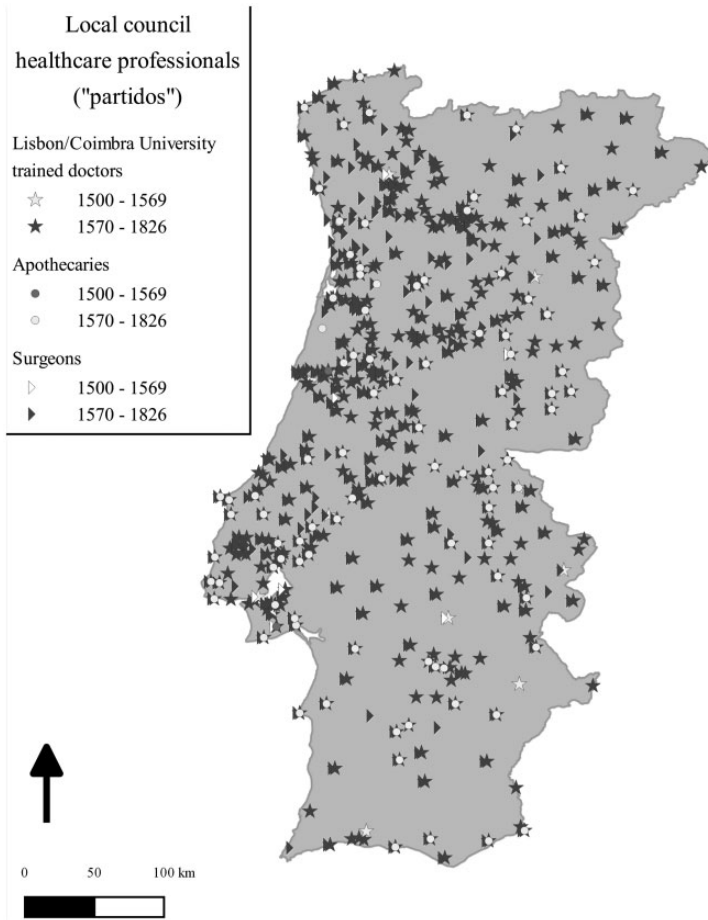 Local council
healthcare professionals
("partidos")
Lisbon/Coimbra University
trained doctors
1500 - 1569
1570 - 1826
Apothecaries
1500 - 1569
1570 - 1826
Surgeons
1500 - 1569
1570 - 1826
0 50 100 km